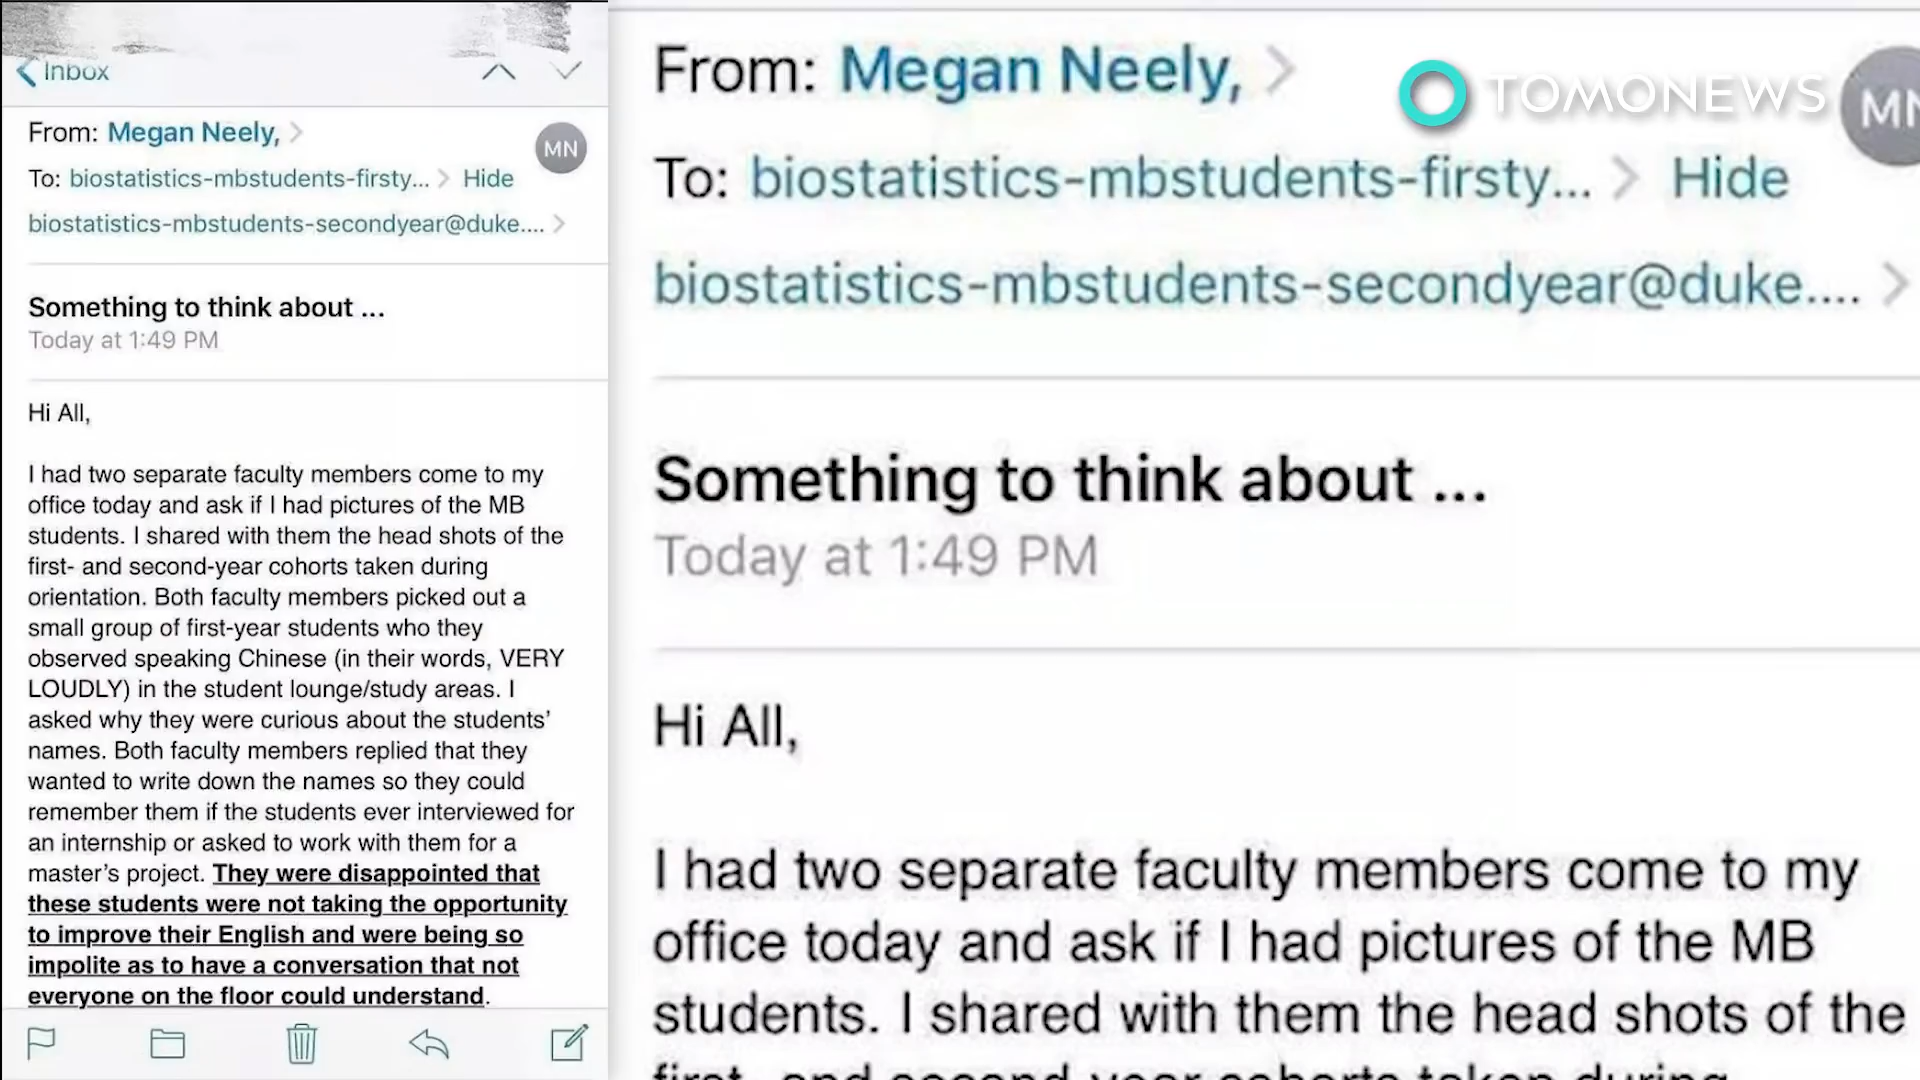 Inbox
From: Megan Neely,
MN
To: biostatistics-mbstudents-firsty... Hide
biostatistics-mbstudents-secondyear@duke....
Something to think about ...
Today at 1:49 PM
Hi All,
I had two separate faculty members come to my
office today and ask if I had pictures of the MB
students. I shared with them the head shots of the
first- and second-year cohorts taken during
orientation. Both faculty members picked out a
small group of first-year students who they
observed speaking Chinese (in their words, VERY
LOUDLY) in the student lounge/study areas. I
asked why they were curious about the students'
names. Both faculty members replied that they
wanted to write down the names so they could
remember them if the students ever interviewed for
an internship or asked to work with them for a
master's project. They were disappointed that
these students were not taking the opportunity
to improve their English and were being so
impolite as to have a conversation that not
everyone on the floor could understand.
From: Megan Neely,
TOMONEWS
MN
To: biostatistics-mbstudents-firsty... Hide
biostatistics-mbstudents-secondyear@duke....
Something to think about ...
Today at 1:49 PM
Hi All,
I had two separate faculty members come to my
office today and ask if I had pictures of the MB
students. I shared with them the head shots of the
first- and second-year cohorts taken during